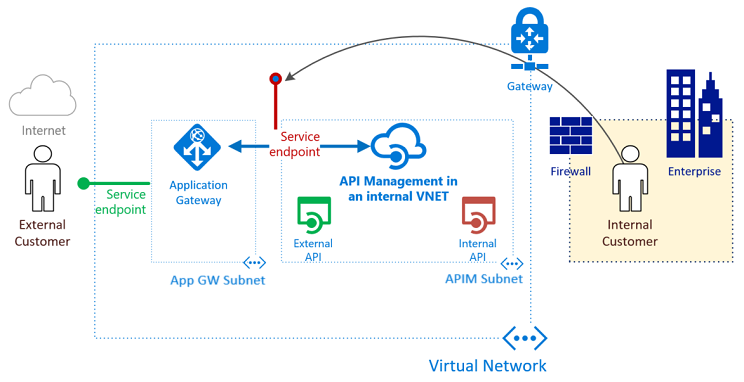 Gateway
Internet
Service
endpoint
Firewall
Enterprise
Application
Gateway
API Management in
an internal VNET
Service
endpoint
External
Customer
Internal
Customer
External
API
Internal
API
App GW Subnet
APIM Subnet
Virtual Network